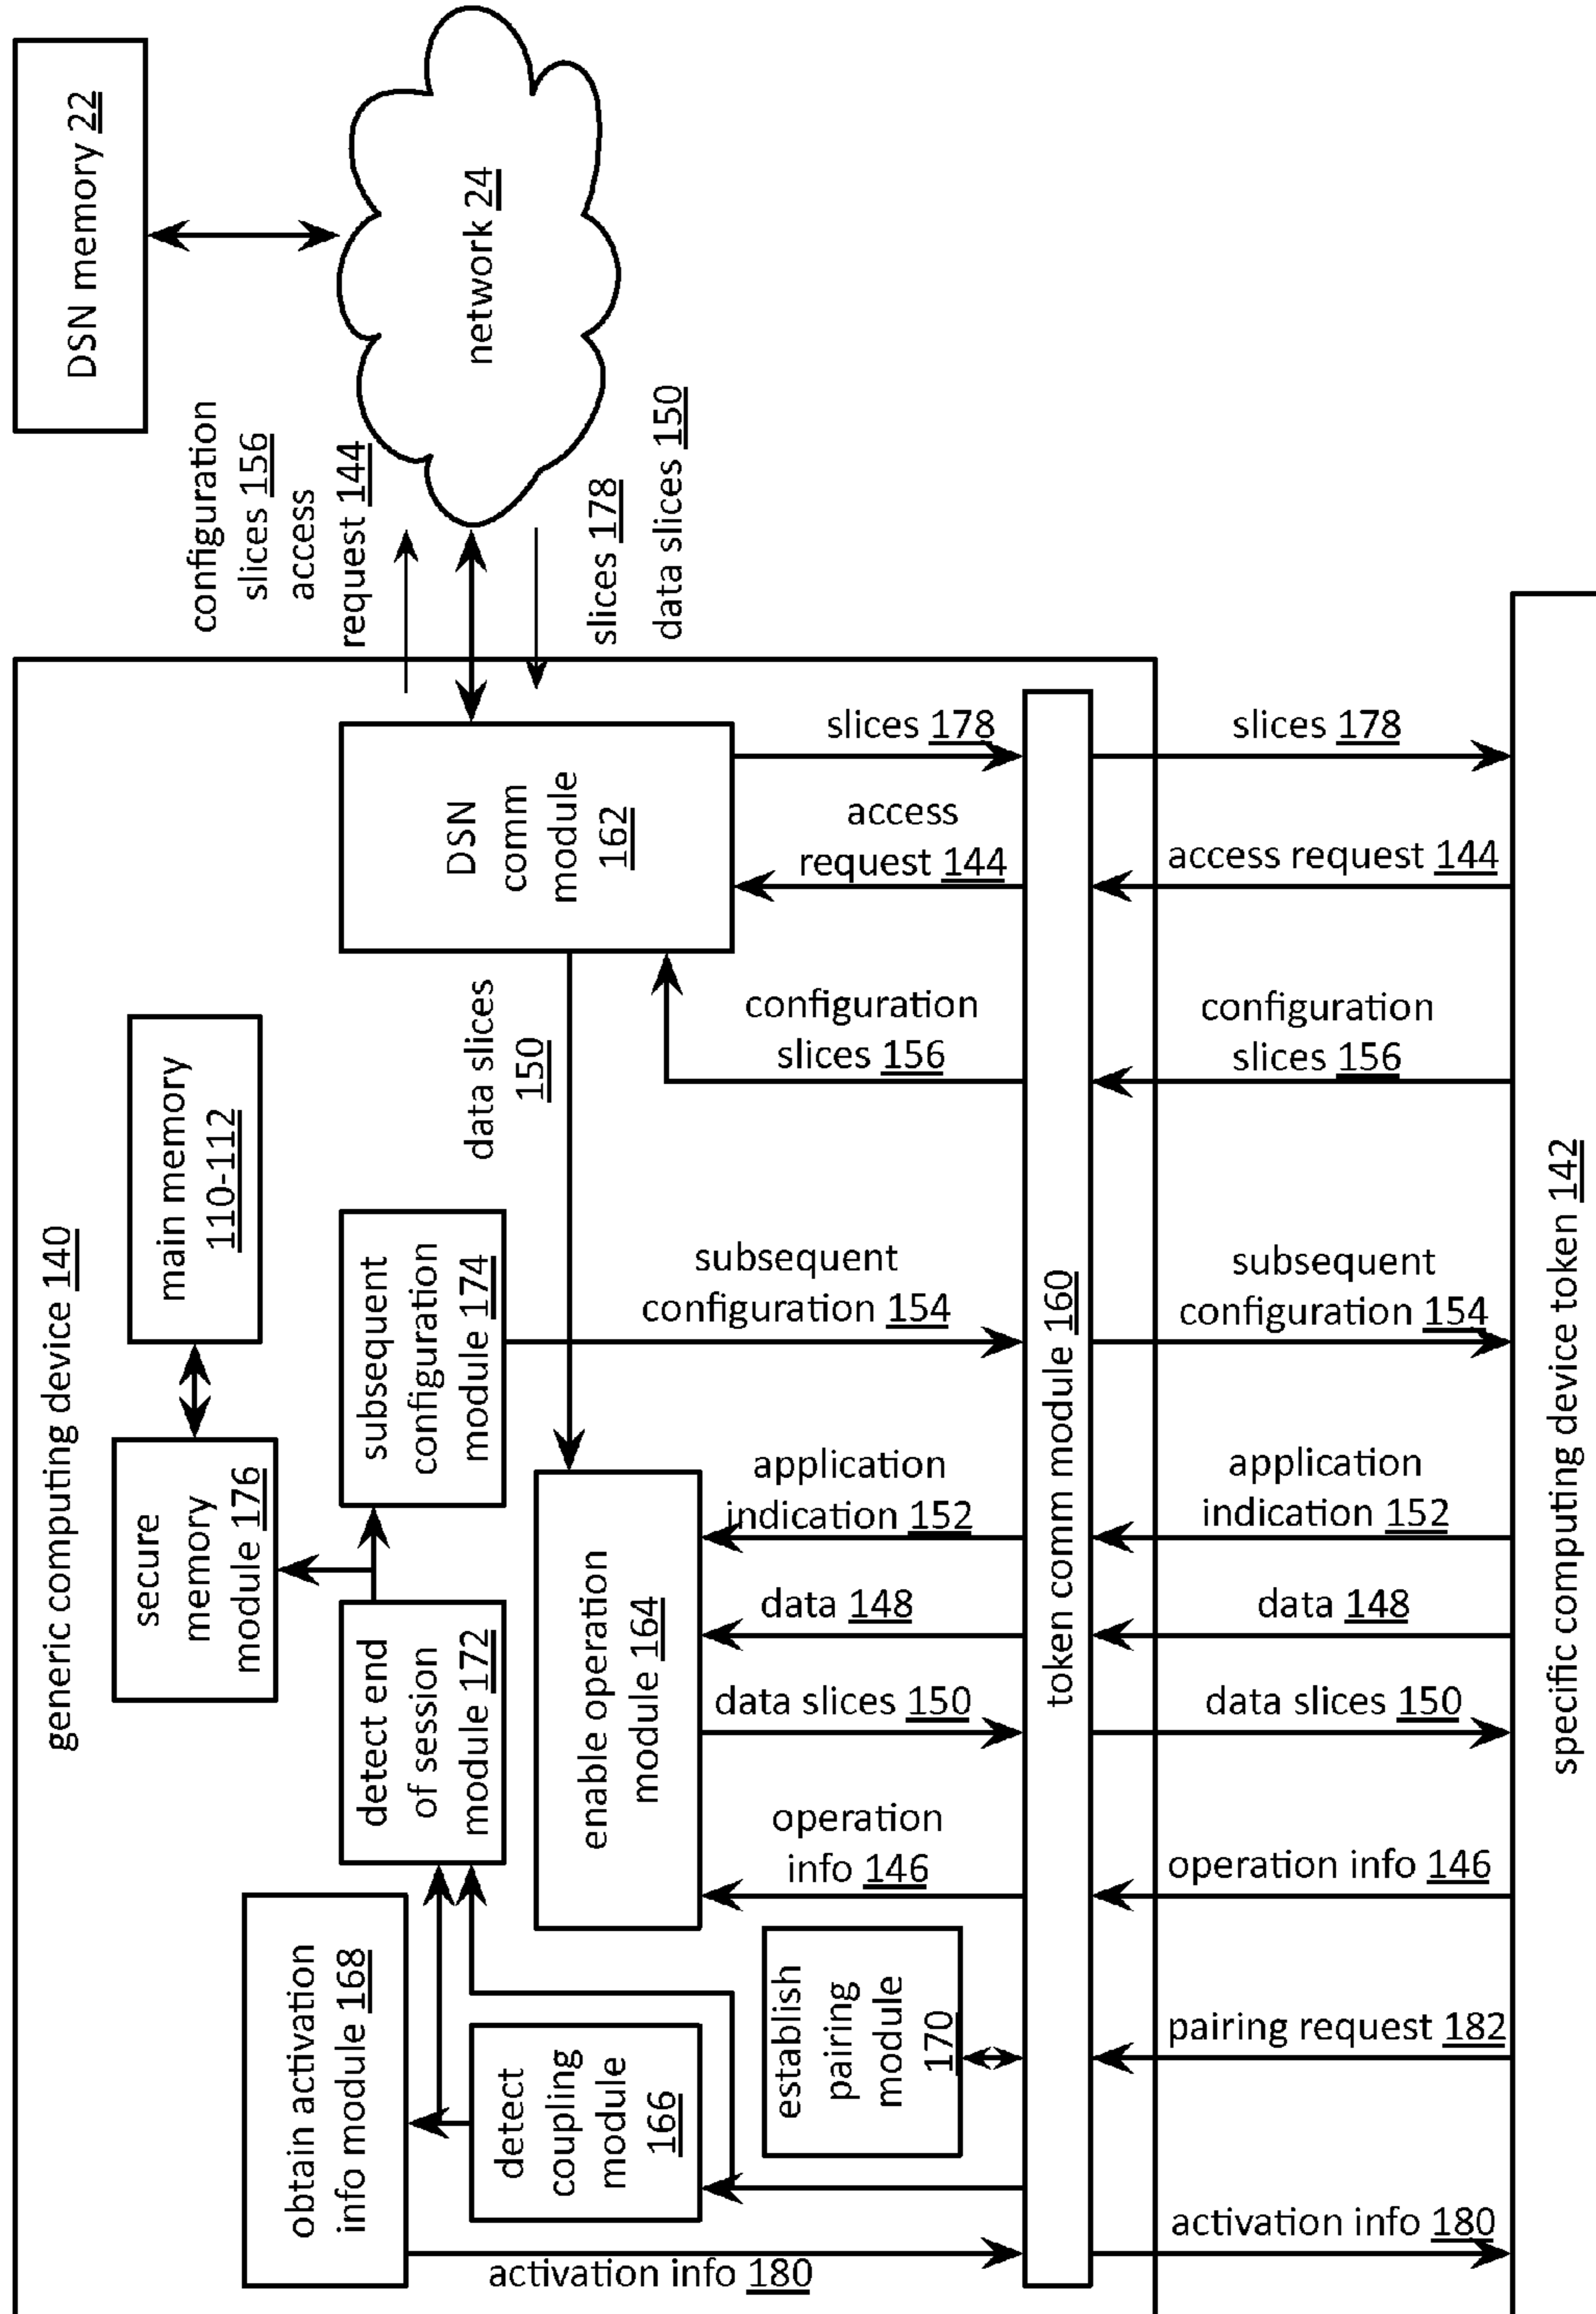 generic computing device 140
DSN memory 22
network 24
configuration
slices 156
access
request 144
slices 178
data slices 150
main memory
110-112
secure
memory
module 176
obtain activation
info module 168
detect end
of session
module 172
subsequent
configuration
module 174
DSN
comm
module
162
data slices
150
detect
coupling
module
166
enable operation
module 164
establish
pairing
module
170
activation info 180
operation
info 146
data slices 150
data 148
application
indication 152
subsequent
configuration 154
configuration
slices 156
access
request 144
slices 178
token comm module 160
activation info 180
pairing request 182
operation info 146
data slices 150
data 148
application
indication 152
subsequent
configuration 154
configuration
slices 156
access request 144
slices 178
specific computing device token 142